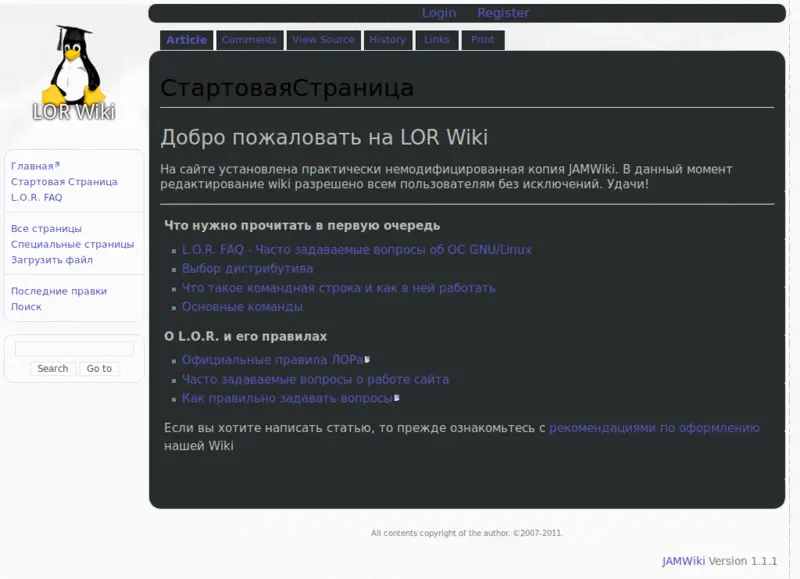 Login Register
Article Comments View Source History Links Print
LOR Wiki
Главная
Стартовая Страница
L.O.R. FAQ
Все страницы
Специальные страницы
Загрузить файл
Последние правки
Поиск
Search Go to
СтартоваяСтраница
Добро пожаловать на LOR Wiki
На сайте установлена практически немодифицированная копия JAMWiki. В данный момент
редактирование wiki разрешено всем пользователям без исключений. Удачи!
Что нужно прочитать в первую очередь
L.O.R. FAQ - Часто задаваемые вопросы об ОС GNU/Linux
Выбор дистрибутива
Что такое командная строка и как в ней работать
Основные команды
О L.O.R. и его правилах
Официальные правила ЛОРа
Часто задаваемые вопросы о работе сайта
Как правильно задавать вопросы
Если вы хотите написать статью, то прежде ознакомьтесь с рекомендациями по оформлению
нашей Wiki
All contents copyright of the author. ©2007-2011.
JAMWiki Version 1.1.1